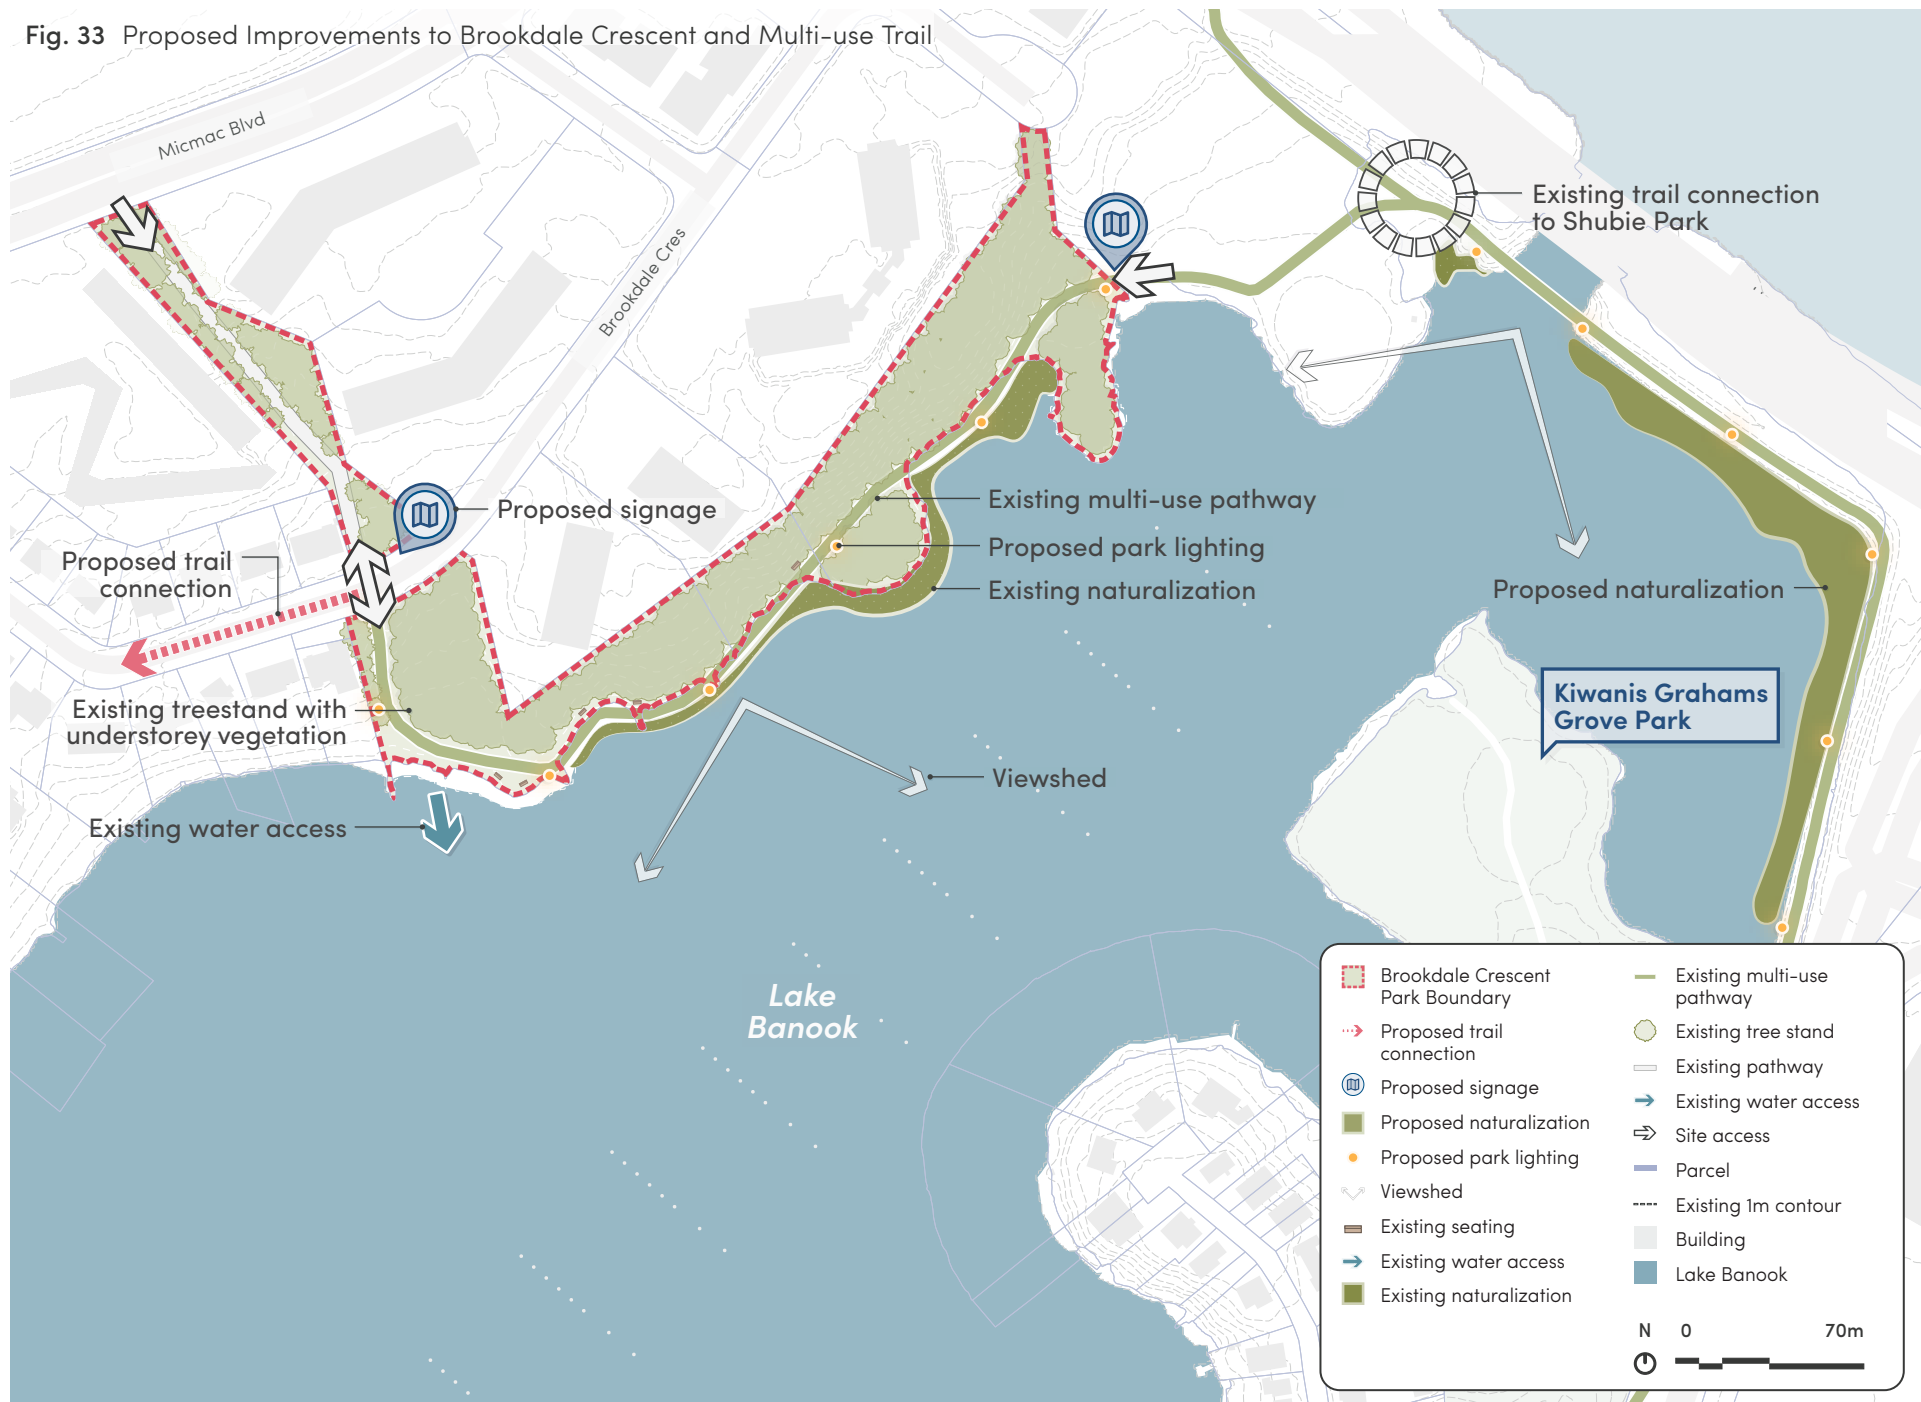 Fig. 33 Proposed Improvements to Brookdale Crescent and Multi-use Trail
Micmac Blvd
Brookdale Cres
Existing trail connection
to Shubie Park
Proposed signage
Existing multi-use pathway
Proposed park lighting
Existing naturalization
Proposed trail
connection
Proposed naturalization
Kiwanis Grahams
Grove Park
Existing treestand with
understorey vegetation
Viewshed
Existing water access
Lake
Banook
Brookdale Crescent
Park Boundary
Proposed trail
connection
Proposed signage
Proposed naturalization
Proposed park lighting
Viewshed
Existing seating
Existing water access
Existing naturalization
Existing multi-use
pathway
Existing tree stand
Existing pathway
Existing water access
Site access
Parcel
Existing 1m contour
Building
Lake Banook
N 0 70m